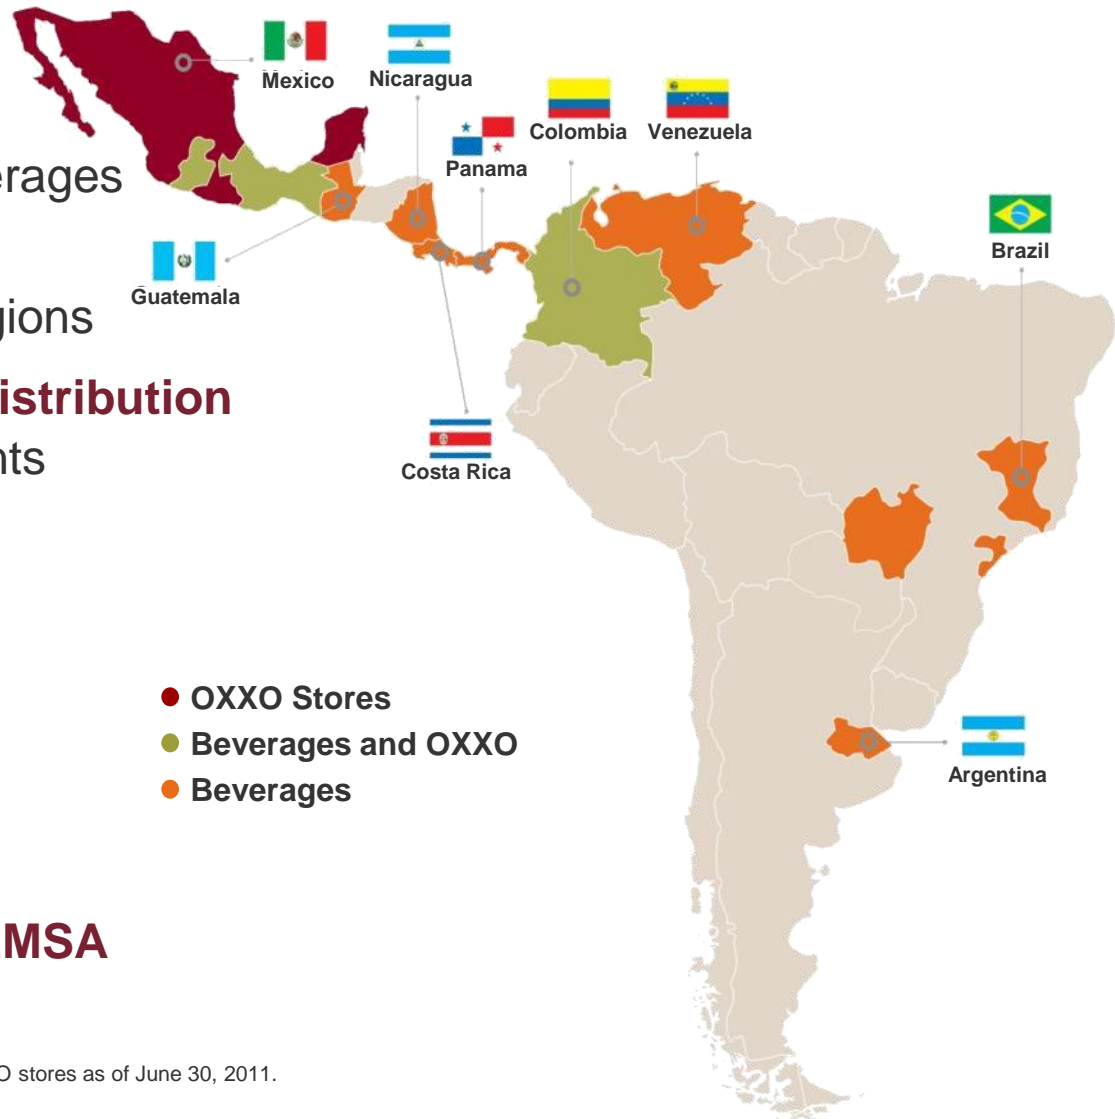 Mexico
Nicaragua
Colombia
Venezuela
Panama
erages
Brazil
Guatemala
gions
istribution
nts
Costa Rica
OXXO Stores
Beverages and OXXO
Beverages
Argentina
MSA
O stores as of June 30, 2011.